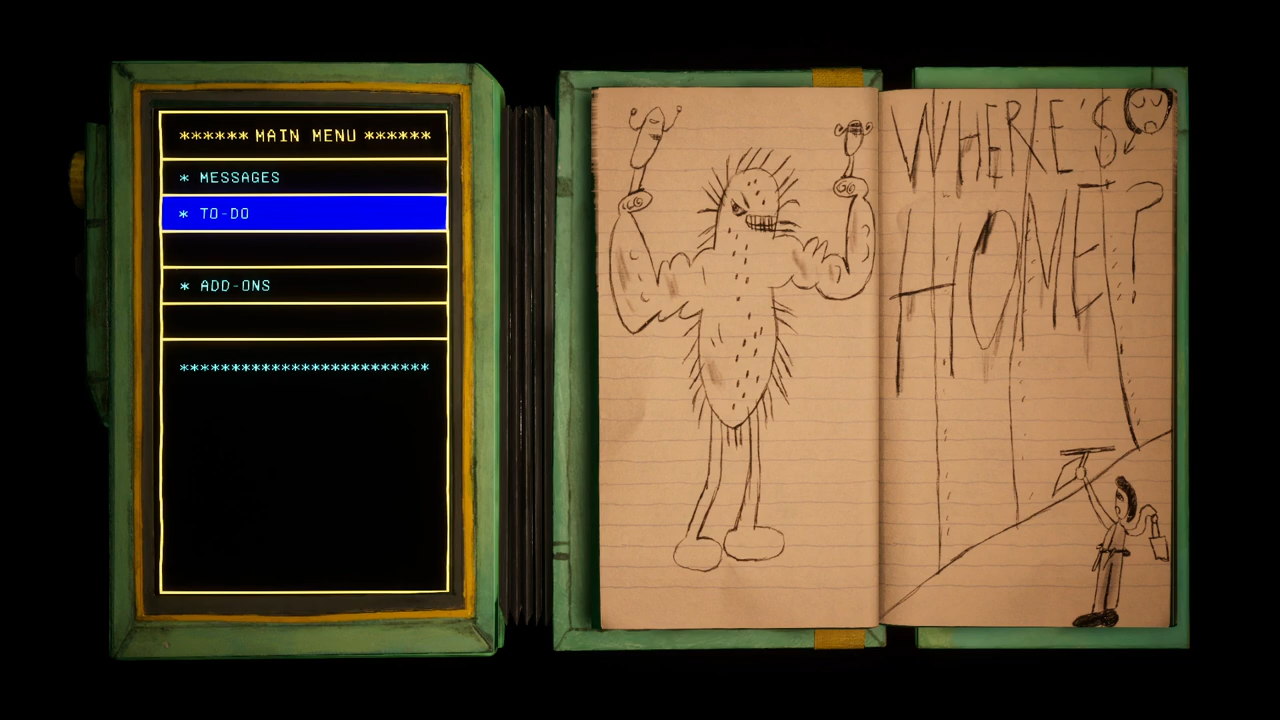 ****** MAIN MENU ******
* MESSAGES
* TO-DO
* ADD-ONS
************************
WHERE'S
HOME?